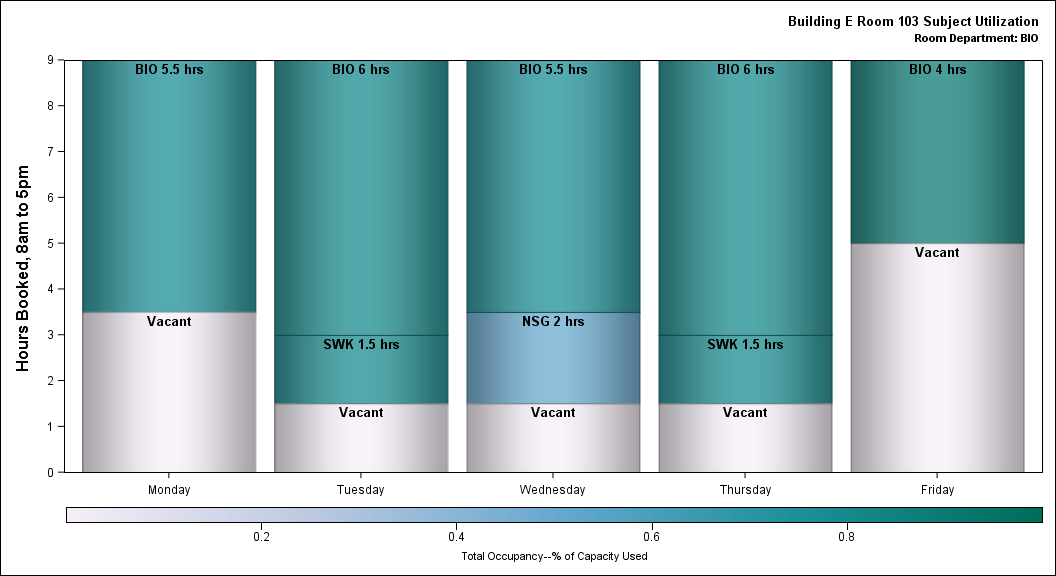 Building E Room 103 Subject Utilization
Room Department: BIO
Hours Booked, 8am to 5pm
9
8
7
6
5
4
3
2
1
0
BIO 5.5 hrs
Vacant
BIO 6 hrs
SWK 1.5 hrs
Vacant
BIO 5.5 hrs
NSG 2 hrs
Vacant
BIO 6 hrs
SWK 1.5 hrs
Vacant
BIO 4 hrs
Vacant
Monday Tuesday Wednesday Thursday Friday
0.2 0.4 0.6 0.8
Total Occupancy--% of Capacity Used